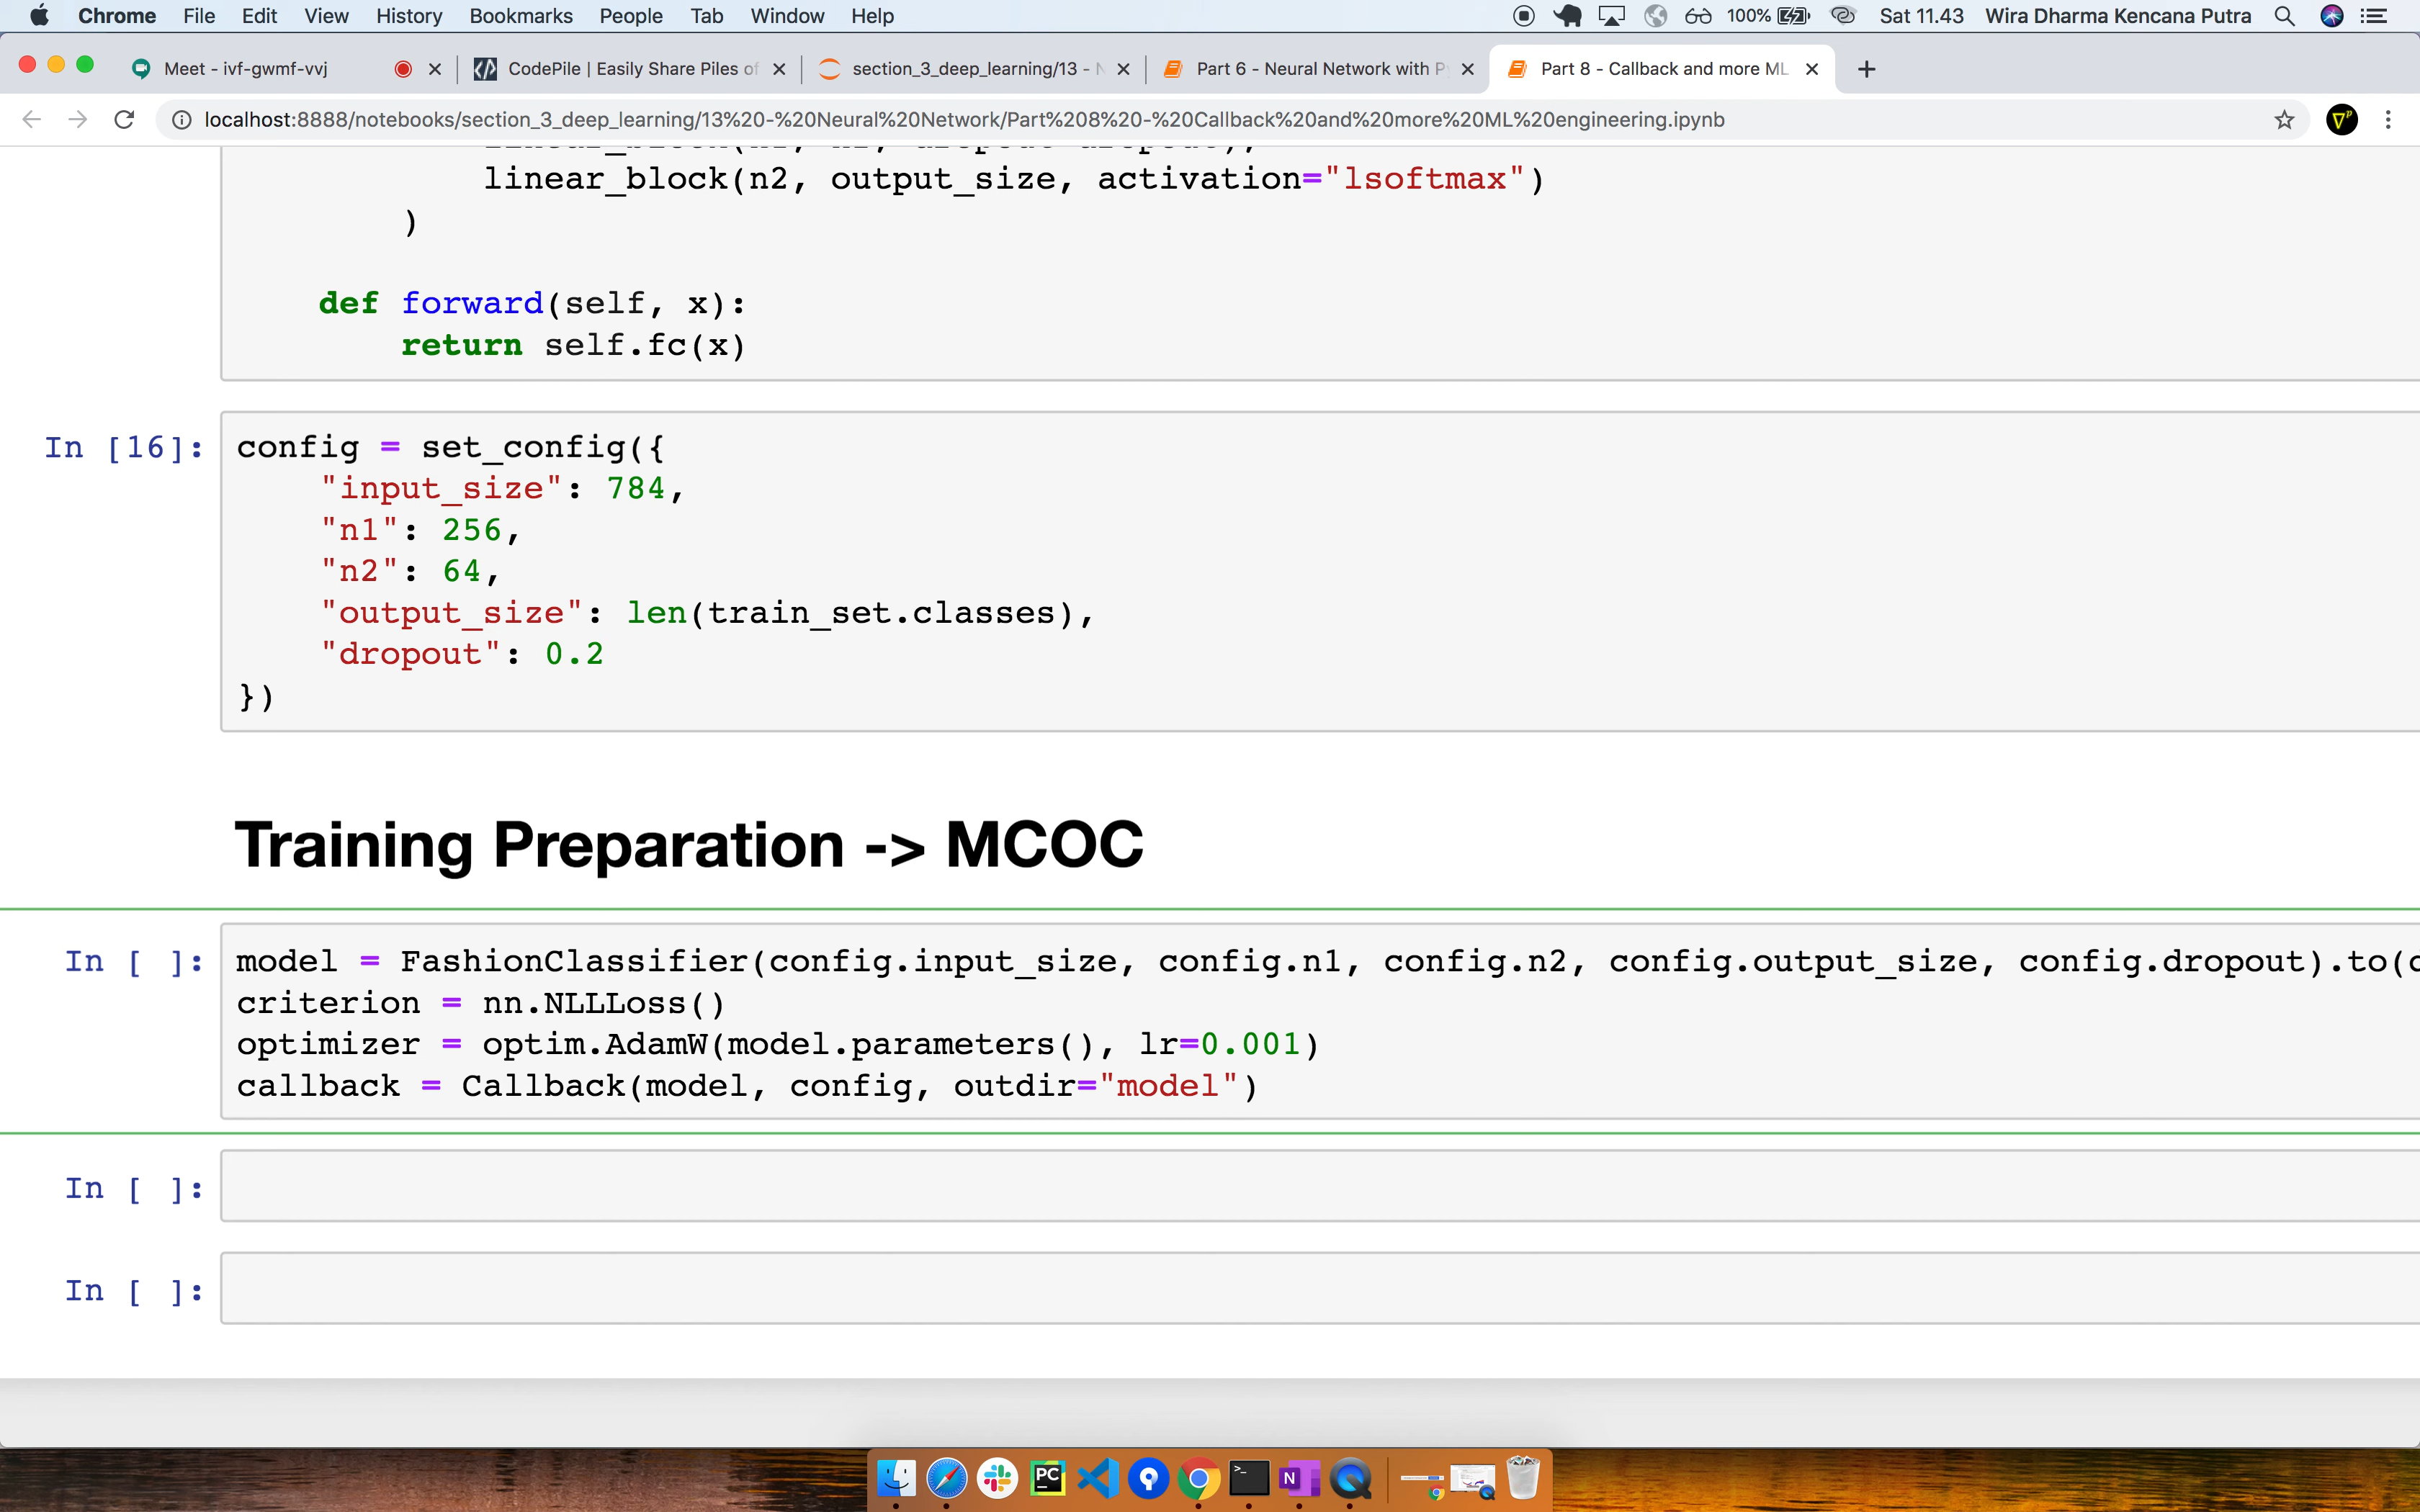 Chrome File Edit View History Bookmarks People Tab Window Help 100% Sat 11.43 Wira Dharma Kencana Putra
Meet - ivf-gwmf-vvj CodePile | Easily Share Piles of section_3_deep_learning/13 - Part 6 - Neural Network with Part 8 - Callback and more ML
localhost:8888/notebooks/section_3_deep_learning/13%20-%20Neural%20Network/Part%208%20-%20Callback%20and%20more%20ML%20engineering.ipynb
linear_block(n2, output_size, activation="lsoftmax")
)
def forward(self, x):
return self.fc(x)
In [16]: config = set_config({
"input_size": 784,
"n1": 256,
"n2": 64,
"output_size": len(train_set.classes),
"dropout": 0.2
})
Training Preparation -> MCOC
In [ ]: model = FashionClassifier(config.input_size, config.n1, config.n2, config.output_size, config.dropout).to(
criterion = nn.NLLLoss()
optimizer = optim.AdamW(model.parameters(), lr=0.001)
callback = Callback(model, config, outdir="model")
In [ ]:
In [ ]: